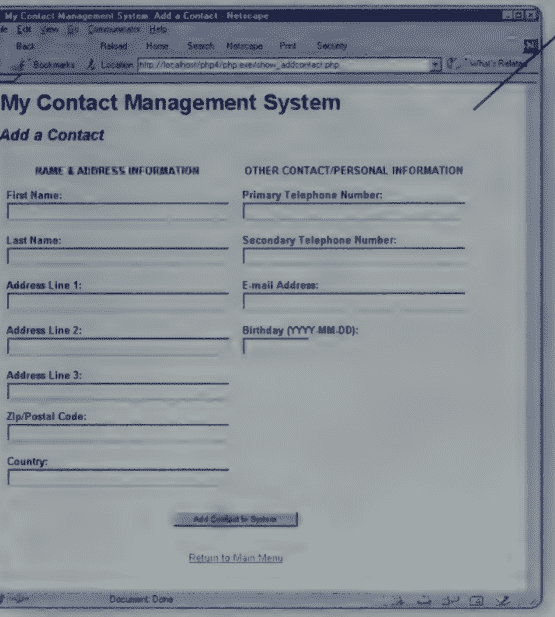 My Contact Management System Add a Contact - Netscape
Edit View Go Communicator Help
Back Reload Home Search Netscape Print Security
Bookmarks Location http://localhost/php4/php.exe/show_addcontact.php What's Related
My Contact Management System
Add a Contact
NAME & ADDRESS INFORMATION
First Name:
Last Name:
Address Line 1:
Address Line 2:
Address Line 3:
Zip/Postal Code:
Country:
OTHER CONTACT/PERSONAL INFORMATION
Primary Telephone Number:
Secondary Telephone Number:
E-mail Address:
Birthday (YYYY-MM-DD):
Add Contact to System
Return to Main Menu
Document: Done